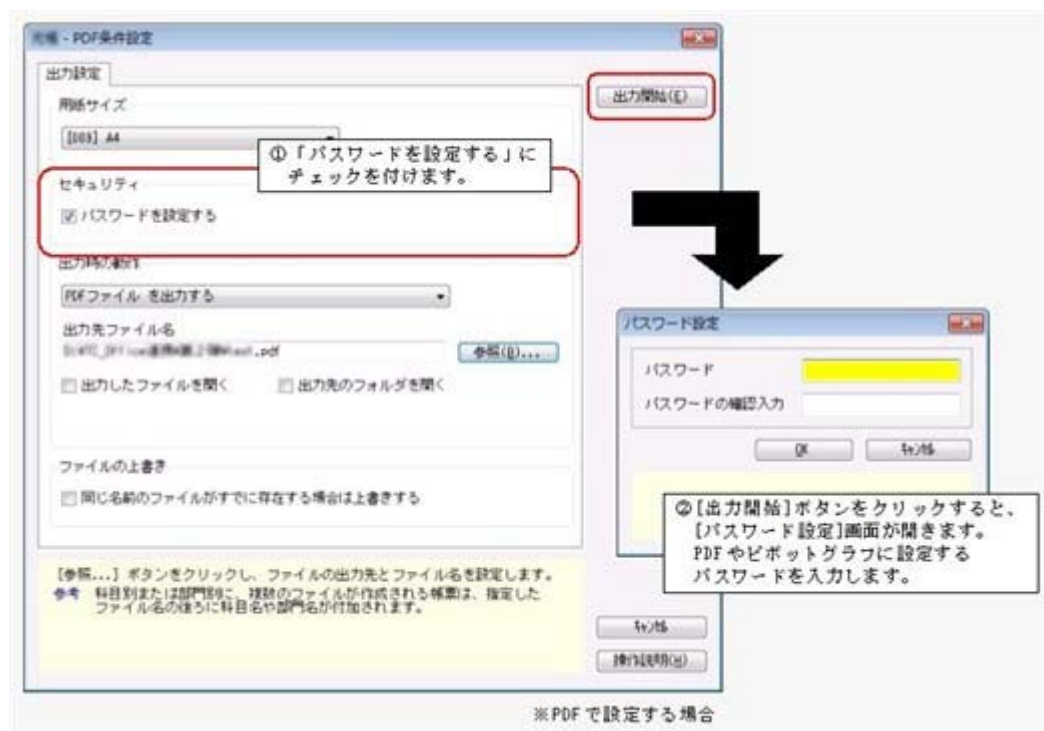 元帳 - PDF条件設定
出力設定
出力開始(E)
用紙サイズ
[003] A4
①「パスワードを設定する」に
チェックを付けます。
セキュリティ
パスワードを設定する
出力時の動作
PDFファイル を出力する
出力先ファイル名
.pdf
参照(B)...
出力したファイルを開く
出力先のフォルダを開く
ファイルの上書き
同じ名前のファイルがすでに存在する場合は上書きする
[参照...] ボタンをクリックし、ファイルの出力先とファイル名を設定します。
参考 科目別または部門別に、複数のファイルが作成される帳票は、指定した
ファイル名の後ろに科目名や部門名が付加されます。
キャンセル
操作説明(H)
パスワード設定
パスワード
パスワードの確認入力
OK
キャンセル
②[出力開始]ボタンをクリックすると、
[パスワード設定]画面が開きます。
PDFやピボットグラフに設定する
パスワードを入力します。
※PDFで設定する場合